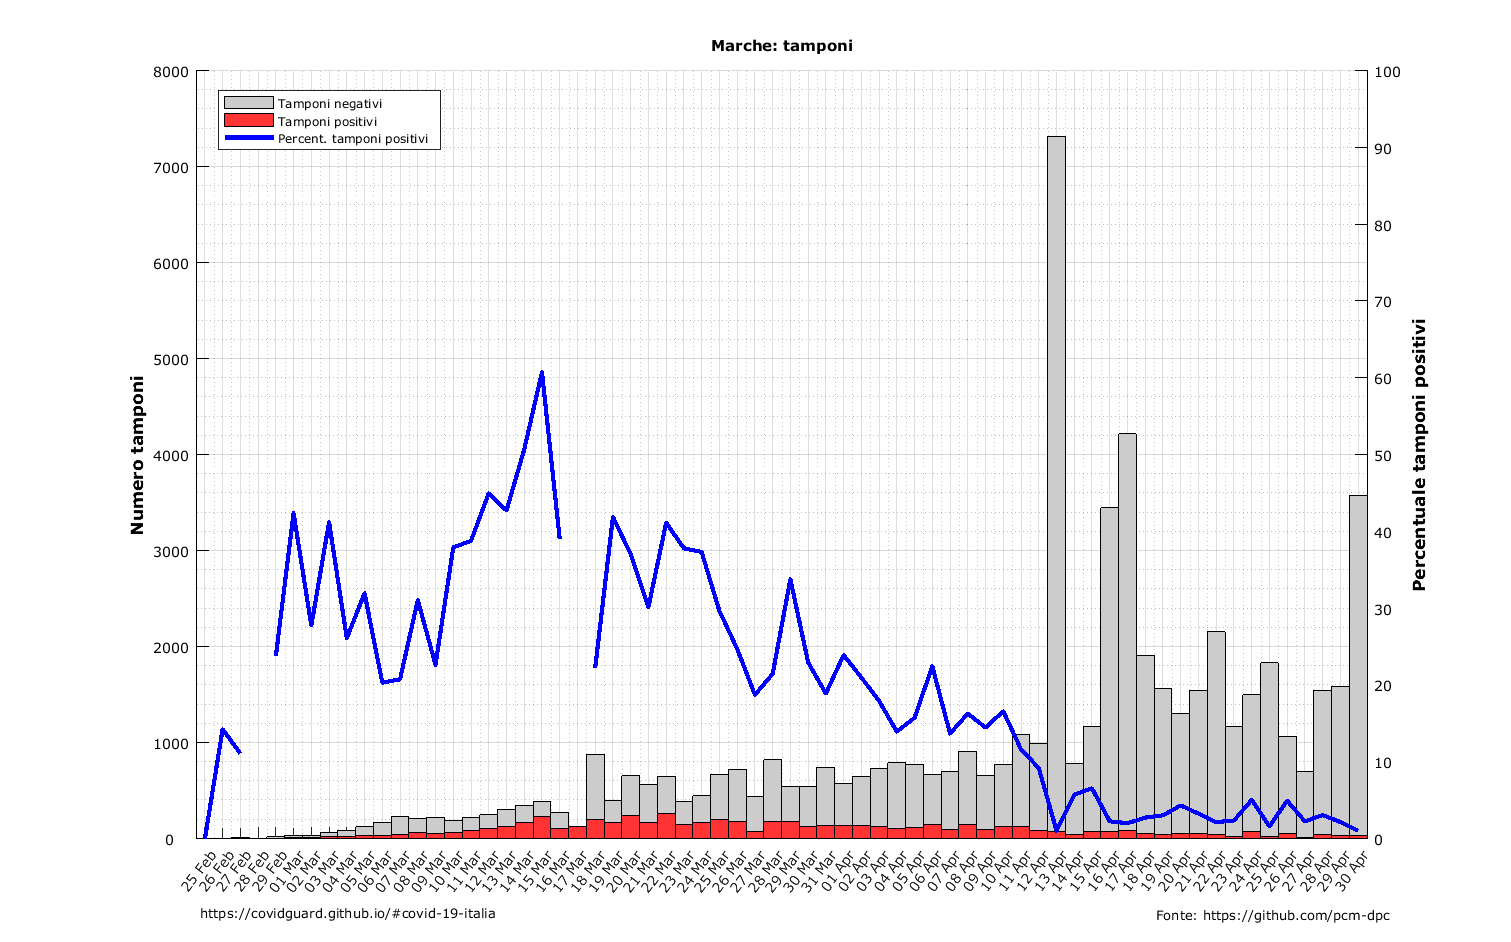 Marche: tamponi
Tamponi negativi
Tamponi positivi
Percent. tamponi positivi
Numero tamponi
8000
7000
6000
5000
4000
3000
2000
1000
0
100
90
80
70
60
50
40
30
20
10
0
Percentuale tamponi positivi
25 Feb
26 Feb
27 Feb
28 Feb
29 Feb
01 Mar
02 Mar
03 Mar
04 Mar
05 Mar
06 Mar
07 Mar
08 Mar
09 Mar
10 Mar
11 Mar
12 Mar
13 Mar
14 Mar
15 Mar
16 Mar
17 Mar
18 Mar
19 Mar
20 Mar
21 Mar
22 Mar
23 Mar
24 Mar
25 Mar
26 Mar
27 Mar
28 Mar
29 Mar
30 Mar
31 Mar
01 Apr
02 Apr
03 Apr
04 Apr
05 Apr
06 Apr
07 Apr
08 Apr
09 Apr
10 Apr
11 Apr
12 Apr
13 Apr
14 Apr
15 Apr
16 Apr
17 Apr
18 Apr
19 Apr
20 Apr
21 Apr
22 Apr
23 Apr
24 Apr
25 Apr
26 Apr
27 Apr
28 Apr
29 Apr
30 Apr
https://covidguard.github.io/#covid-19-italia
Fonte: https://github.com/pcm-dpc